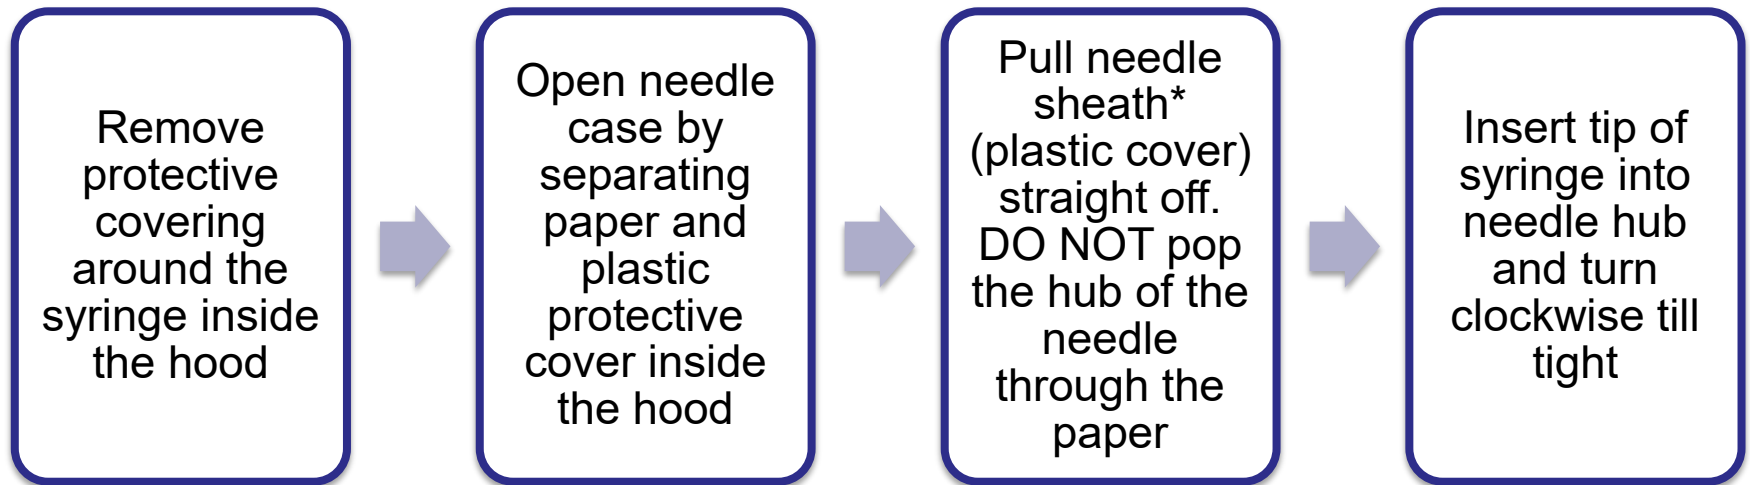 Remove
protective
covering
around the
syringe inside
the hood
Open needle
case by
separating
paper and
plastic
protective
cover inside
the hood
Pull needle
sheath*
(plastic cover)
straight off.
DO NOT pop
the hub of the
needle
through the
paper
Insert tip of
syringe into
needle hub
and turn
clockwise till
tight